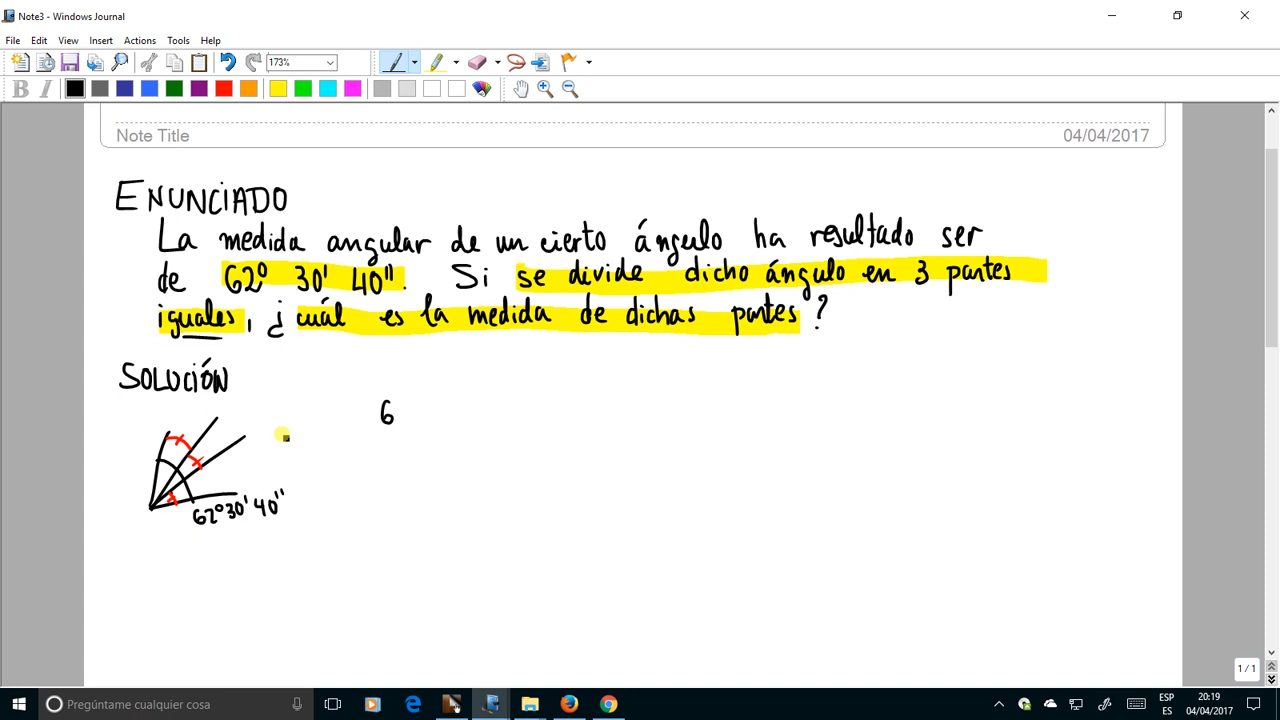 Note3 - Windows Journal
File Edit View Insert Actions Tools Help
173%
B I
Note Title 04/04/2017
ENUNCIADO
La medida angular de un cierto ángulo ha resultado ser
de 62º 30' 40". Si se divide dicho ángulo en 3 partes
iguales, ¿cuál es la medida de dichas partes?
SOLUCIÓN
6
62º30'40"
1 / 1
Pregúntame cualquier cosa
ESP
ES
20:19
04/04/2017